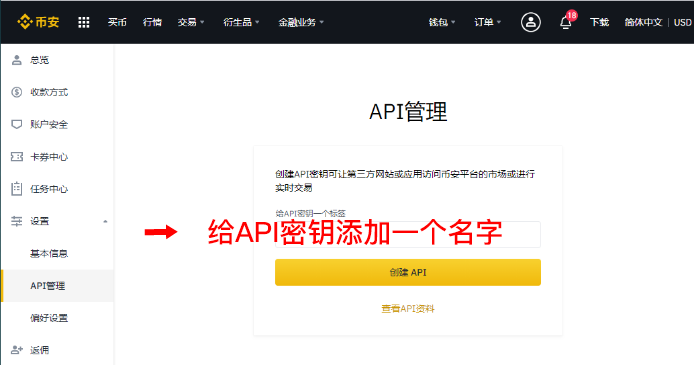 币安 买币 行情 交易 衍生品 金融业务 钱包 订单 18 下载 简体中文 USD
总览
收款方式
账户安全
卡券中心
任务中心
设置
基本信息
API管理
偏好设置
返佣
API管理
创建API密钥可让第三方网站或应用访问币安平台的市场或进行
实时交易
给API密钥一个标签
给API密钥添加一个名字
创建 API
查看API资料